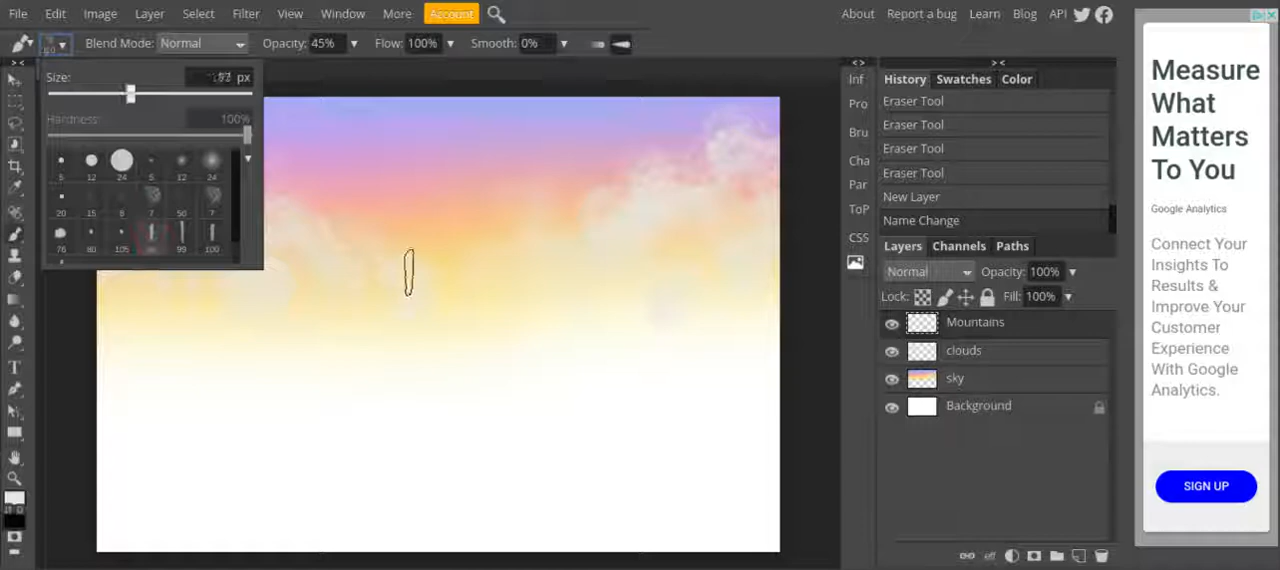 File Edit Image Layer Select Filter View Window More Account About Report a bug Learn Blog API
Blend Mode: Normal Opacity: 45% Flow: 100% Smooth: 0%
> < < > > <
Size: px
Hardness: 100%
5 12 24 5 12 24
20 15 8 7 50 7
76 80 105 99 100
Inf
Pro
Bru
Cha
Par
ToP
CSS
History Swatches Color
Eraser Tool
Eraser Tool
Eraser Tool
Eraser Tool
New Layer
Name Change
Layers Channels Paths
Normal Opacity: 100%
Lock: Fill: 100%
Mountains
clouds
sky
Background
Measure
What
Matters
To You
Google Analytics
Connect Your
Insights To
Results &
Improve Your
Customer
Experience
With Google
Analytics.
SIGN UP